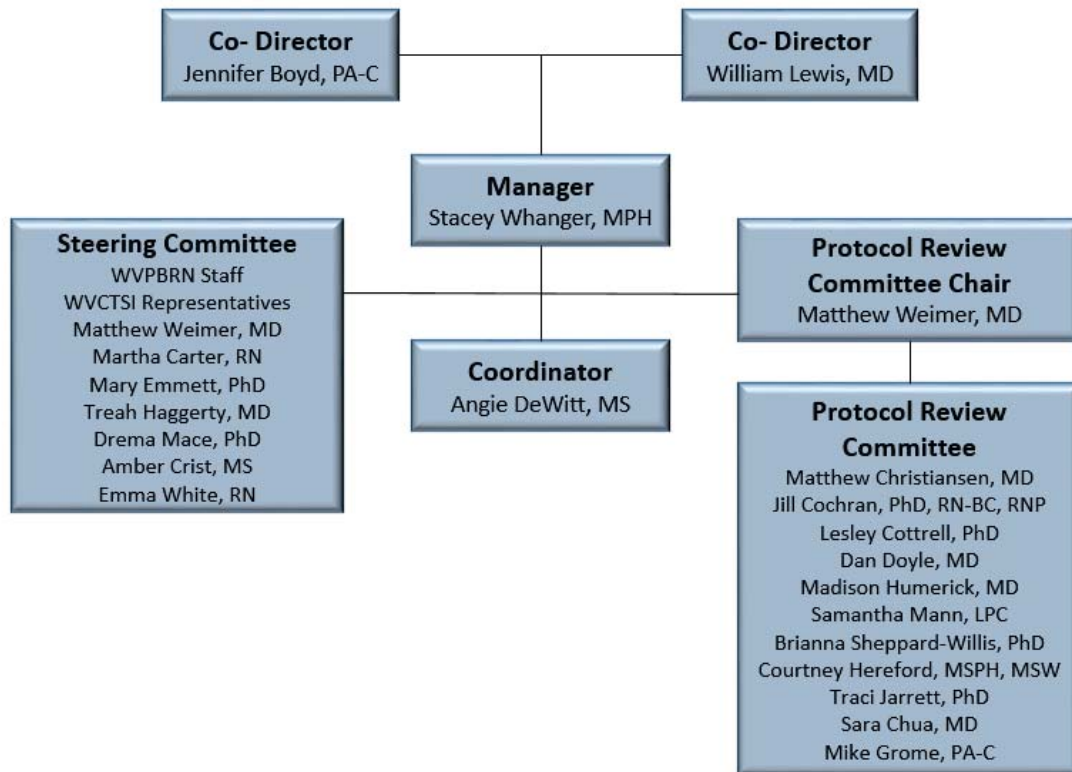 Co- Director
Jennifer Boyd, PA-C
Co- Director
William Lewis, MD
Manager
Stacey Whanger, MPH
Steering Committee
WVPBRN Staff
WVCTSI Representatives
Matthew Weimer, MD
Martha Carter, RN
Mary Emmett, PhD
Treah Haggerty, MD
Drema Mace, PhD
Amber Crist, MS
Emma White, RN
Coordinator
Angie DeWitt, MS
Protocol Review
Committee Chair
Matthew Weimer, MD
Protocol Review
Committee
Matthew Christiansen, MD
Jill Cochran, PhD, RN-BC, RNP
Lesley Cottrell, PhD
Dan Doyle, MD
Madison Humerick, MD
Samantha Mann, LPC
Brianna Sheppard-Willis, PhD
Courtney Hereford, MSPH, MSW
Traci Jarrett, PhD
Sara Chua, MD
Mike Grome, PA-C